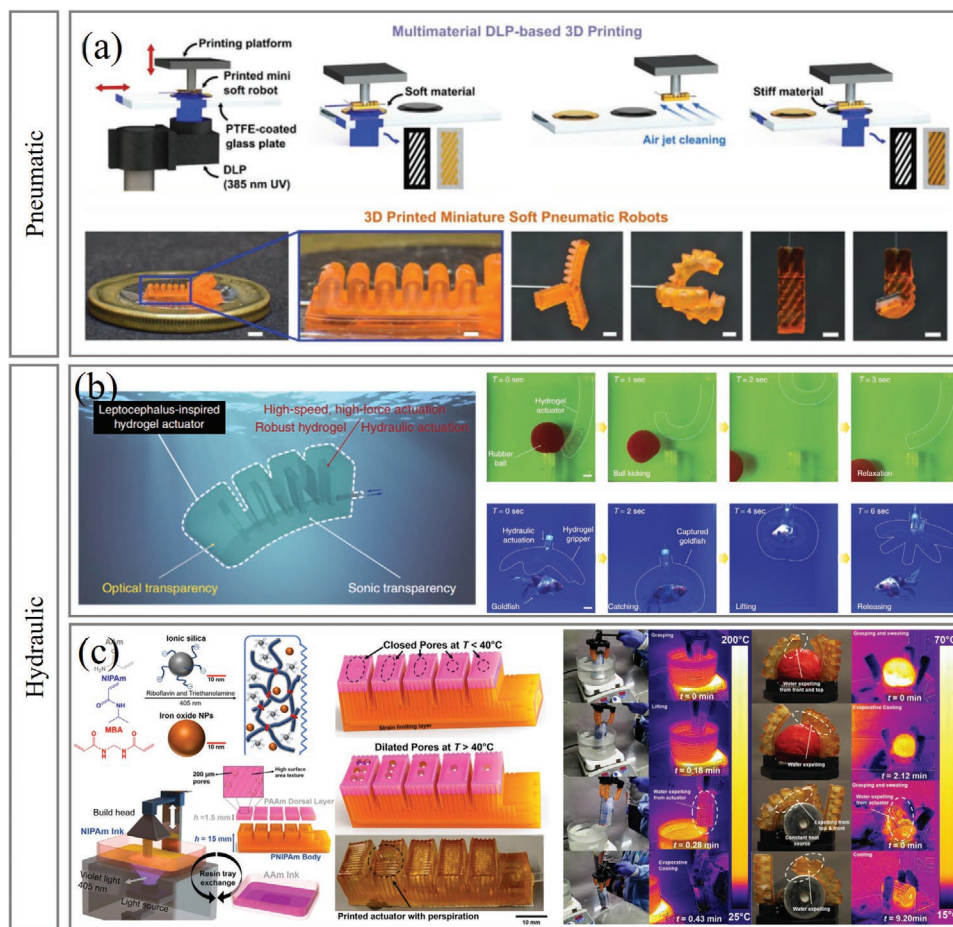 Pneumatic
(a)
Multimaterial DLP-based 3D Printing
Printing platform
Printed mini
soft robot
PTFE-coated
glass plate
DLP
(385 nm UV)
Soft material
Air jet cleaning
Stiff material
3D Printed Miniature Soft Pneumatic Robots
Hydraulic
(b)
Leptocephalus-inspired
hydrogel actuator
High-speed, high-force actuation
Robust hydrogel
Hydraulic actuation
Optical transparency
Sonic transparency
T = 0 sec
Hydrogel
actuator
Rubber
ball
T = 1 sec
Ball kicking
T = 2 sec
T = 3 sec
Relaxation
T = 0 sec
Hydraulic
actuation
Hydrogel
gripper
Goldfish
T = 2 sec
Captured
goldfish
Catching
T = 4 sec
Lifting
T = 6 sec
Releasing
(c)
AAm
NIPAm
MBA
Ionic silica
10 nm
Riboflavin and Triethanolamine
405 nm
Iron oxide NPs
10 nm
200 µm
pores
High surface
area texture
PAAm Dorsal Layer
h =1.5 mm
h = 15 mm
PNIPAm Body
Build head
NIPAm Ink
Violet light
405 nm
Light source
Resin tray
exchange
AAm Ink
Closed Pores at T < 40°C
Strain limiting layer
Dilated Pores at T > 40°C
Printed actuator with perspiration
10 mm
Grasping
200°C
t = 0 min
Lifting
t = 0.18 min
Water expelling
from actuator
t = 0.28 min
Evaporative
Cooling
t = 0.43 min
25°C
Water expelling
from front and top
Grasping and sweating
70°C
t = 0 min
Water expelling
Evaporative Cooling
t = 2.12 min
Expelling from
top & front
Constant heat
source
Grasping and sweating
Water expelling
from actuator
t = 0 min
Water expelling
Cooling
t = 9.20min
15°C